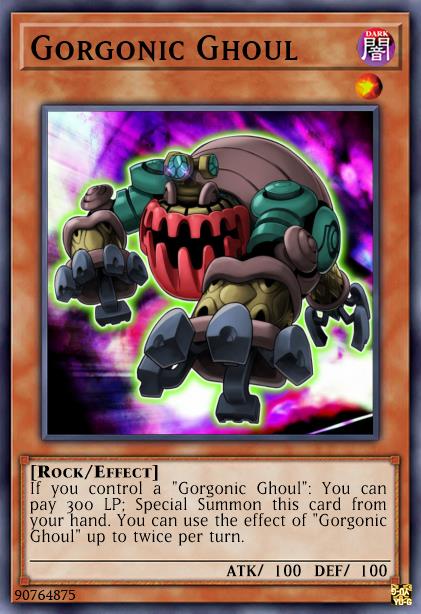 Gorgonic Ghoul
DARK
闇
[Rock/Effect]
If you control a "Gorgonic Ghoul": You can
pay 300 LP; Special Summon this card from
your hand. You can use the effect of "Gorgonic
Ghoul" up to twice per turn.
ATK/ 100 DEF/ 100
90764875